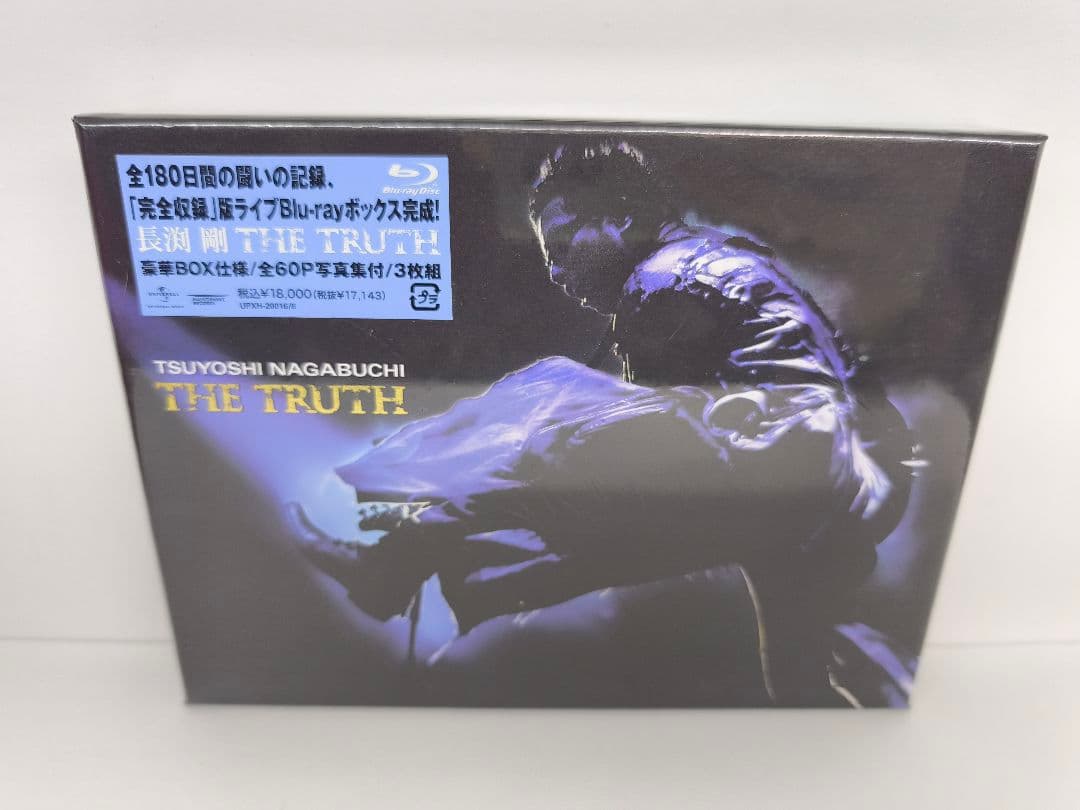 全180日間の闘いの記録、
「完全収録」版ライブBlu-rayボックス完成!
Blu-ray Disc
長渕 剛 THE TRUTH
豪華BOX仕様/全60P写真集付/3枚組
税込¥18,000(税抜¥17,143)
プラ
UNIVERSAL
UPXH-20016/8
TSUYOSHI NAGABUCHI
THE TRUTH